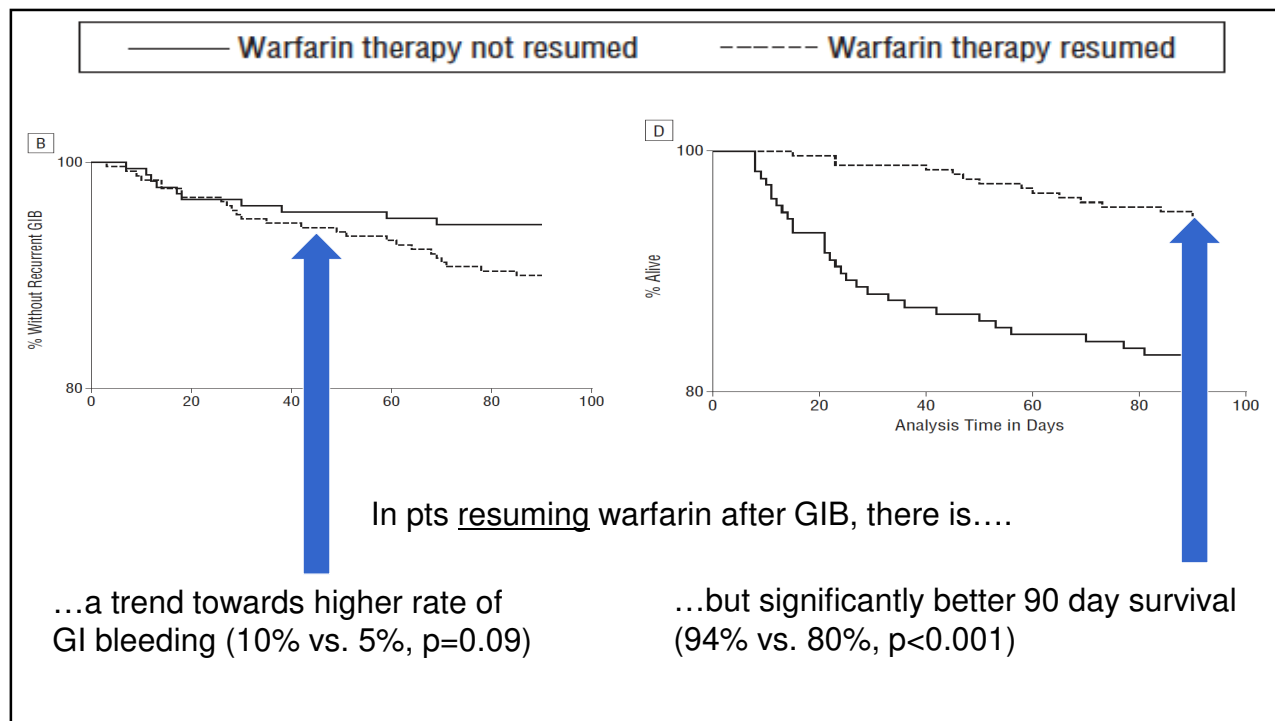 Warfarin therapy not resumed Warfarin therapy resumed
B
100
80
% Without Recurrent GIB
0 20 40 60 80 100
D
100
80
% Alive
0 20 40 60 80 100
Analysis Time in Days
In pts resuming warfarin after GIB, there is….
…a trend towards higher rate of
GI bleeding (10% vs. 5%, p=0.09)
…but significantly better 90 day survival
(94% vs. 80%, p<0.001)